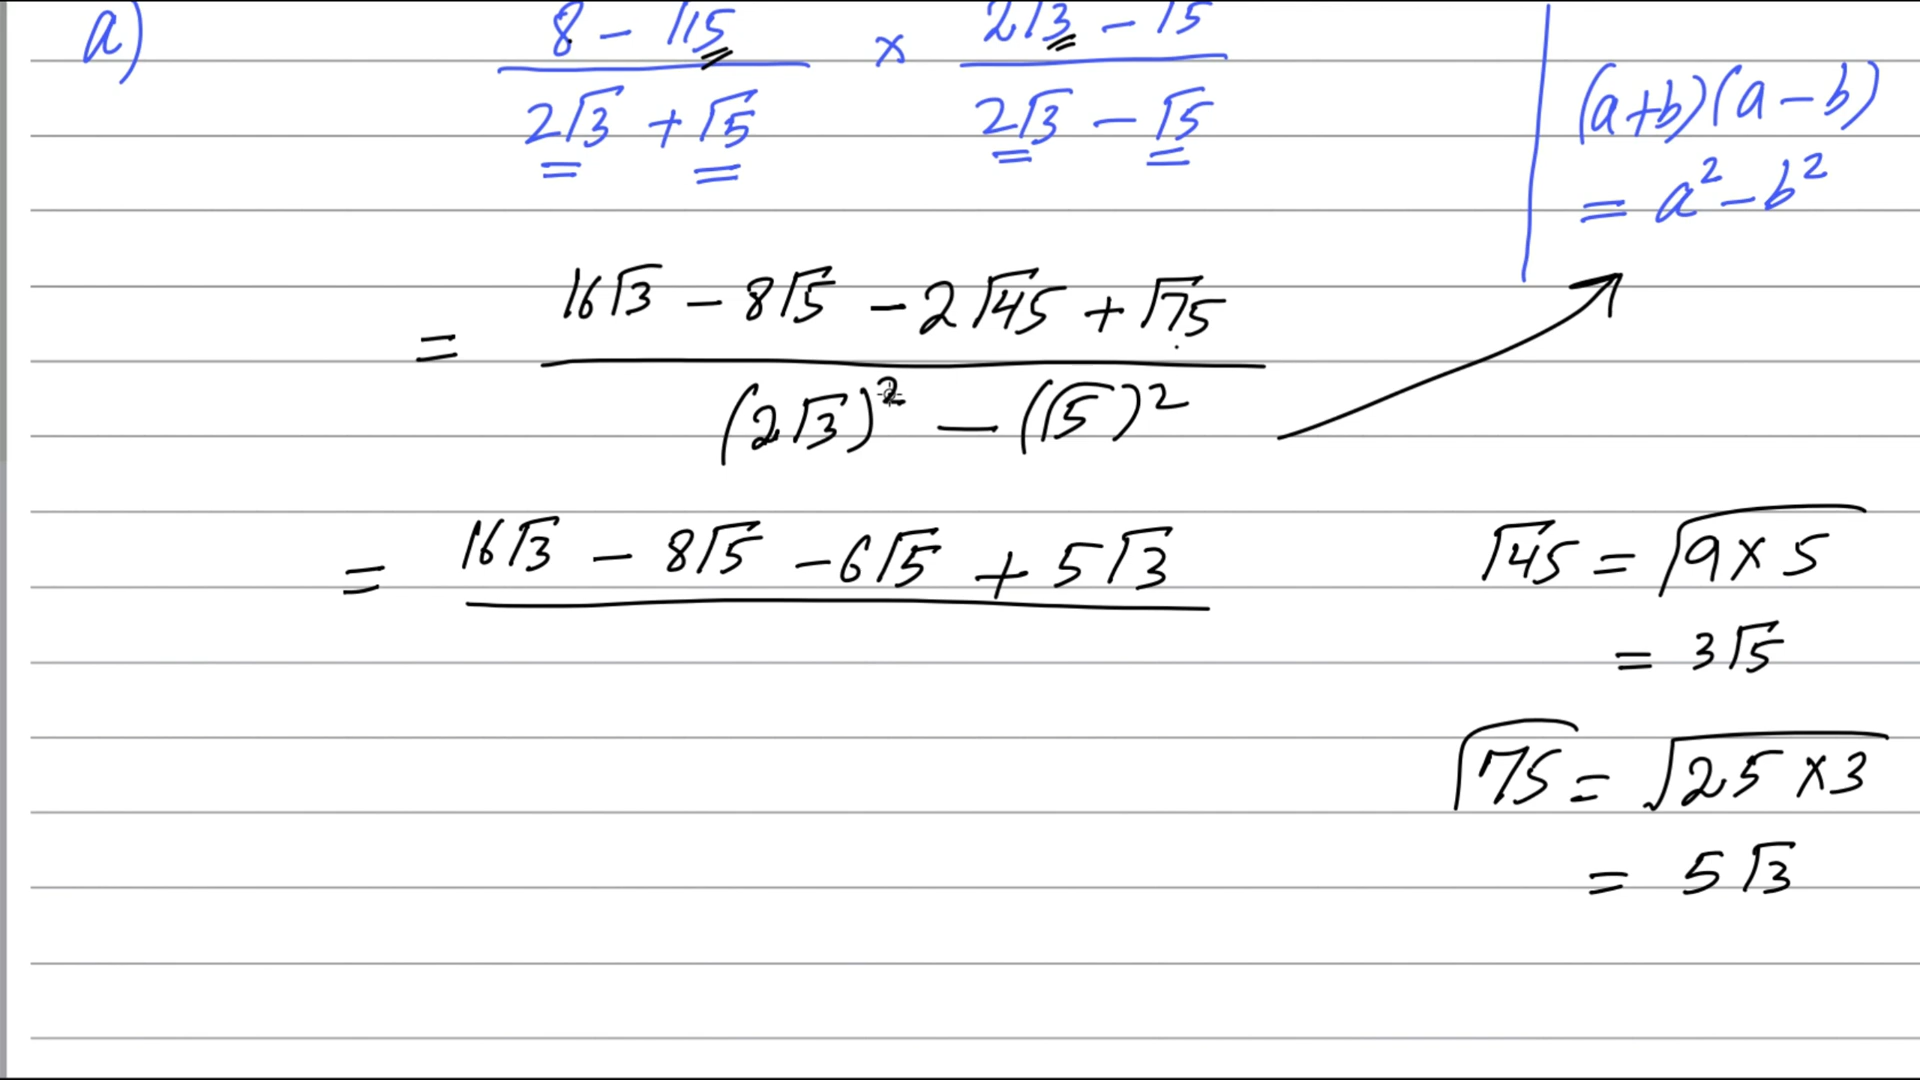 a) 8 - √15 / 2√3 + √5 × 2√3 - √5 / 2√3 - √5
(a+b)(a-b)
= a² - b²
= 16√3 - 8√5 - 2√45 + √75 / (2√3)² - (√5)²
= 16√3 - 8√5 - 6√5 + 5√3
√45 = √9×5
= 3√5
√75 = √25×3
= 5√3